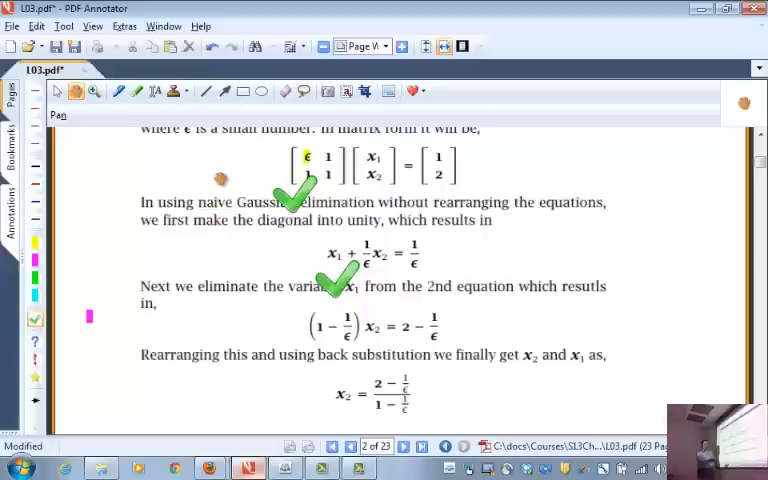 L03.pdf* - PDF Annotator
File Edit View Tool Extras Window Help
Page W
L03.pdf*
Pan
Pages
Bookmarks
Annotations
where ϵ is a small number. In matrix form it will be,
[ ϵ 1 ] [ x₁ ] = [ 1 ]
[ 1 1 ] [ x₂ ] [ 2 ]
In using naive Gaussi elimination without rearranging the equations,
we first make the diagonal into unity, which results in
x₁ + 1/ϵ x₂ = 1/ϵ
Next we eliminate the varia x₁ from the 2nd equation which resutls
in,
(1 − 1/ϵ) x₂ = 2 − 1/ϵ
Rearranging this and using back substitution we finally get x₂ and x₁ as,
x₂ = (2 − 1/ϵ) / (1 − 1/ϵ)
Modified
2 of 23
C:\docs\Courses\S13Ch...\L03.pdf (23 Pag